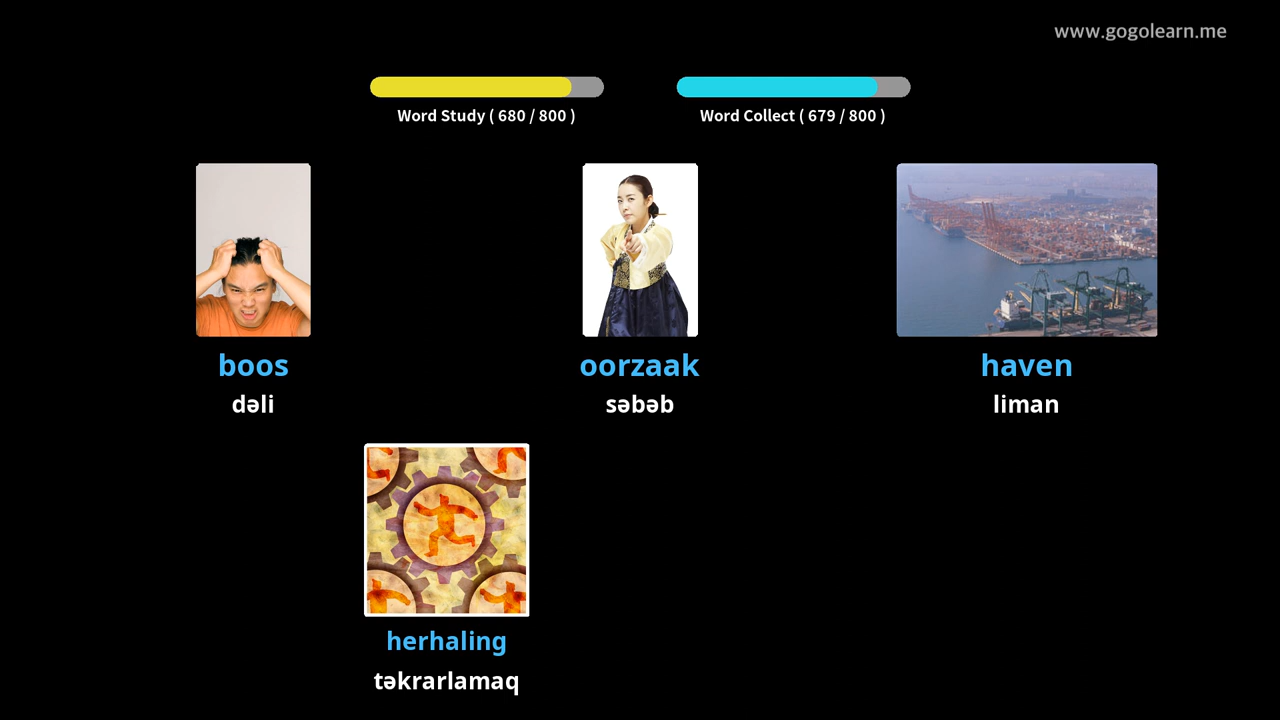 www.gogolearn.me
Word Study ( 680 / 800 )
Word Collect ( 679 / 800 )
boos
oorzaak
haven
dəli
səbəb
liman
herhaling
təkrarlamaq